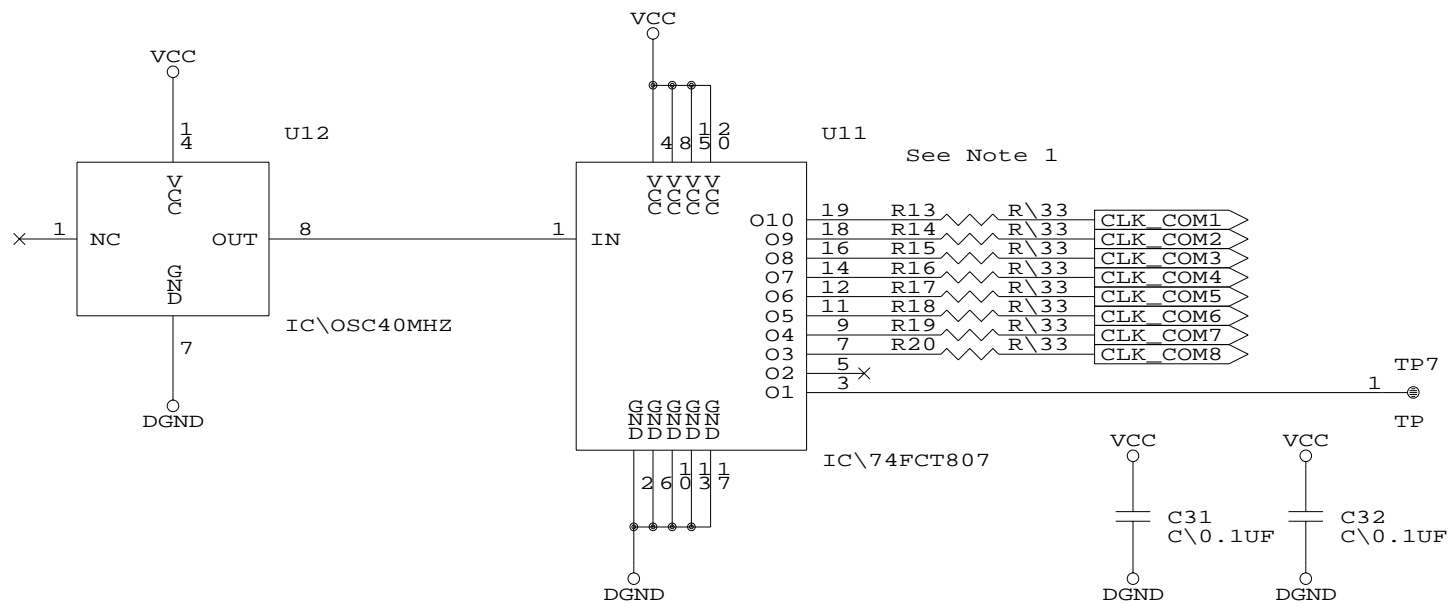 VCC
VCC
14
U12
4
8
15
20
U11
See Note 1
VCC
VCC
VCC
VCC
VCC
1
NC
OUT
8
1
IN
GND
7
IC\OSC40MHZ
DGND
O10 19 R13 R\33 CLK_COM1
O9 18 R14 R\33 CLK_COM2
O8 16 R15 R\33 CLK_COM3
O7 14 R16 R\33 CLK_COM4
O6 12 R17 R\33 CLK_COM5
O5 11 R18 R\33 CLK_COM6
O4 9 R19 R\33 CLK_COM7
O3 7 R20 R\33 CLK_COM8
O2 5
O1 3
1
TP7
TP
GND
GND
GND
GND
GND
IC\74FCT807
2
6
10
13
17
DGND
VCC
C31
C\0.1UF
DGND
VCC
C32
C\0.1UF
DGND